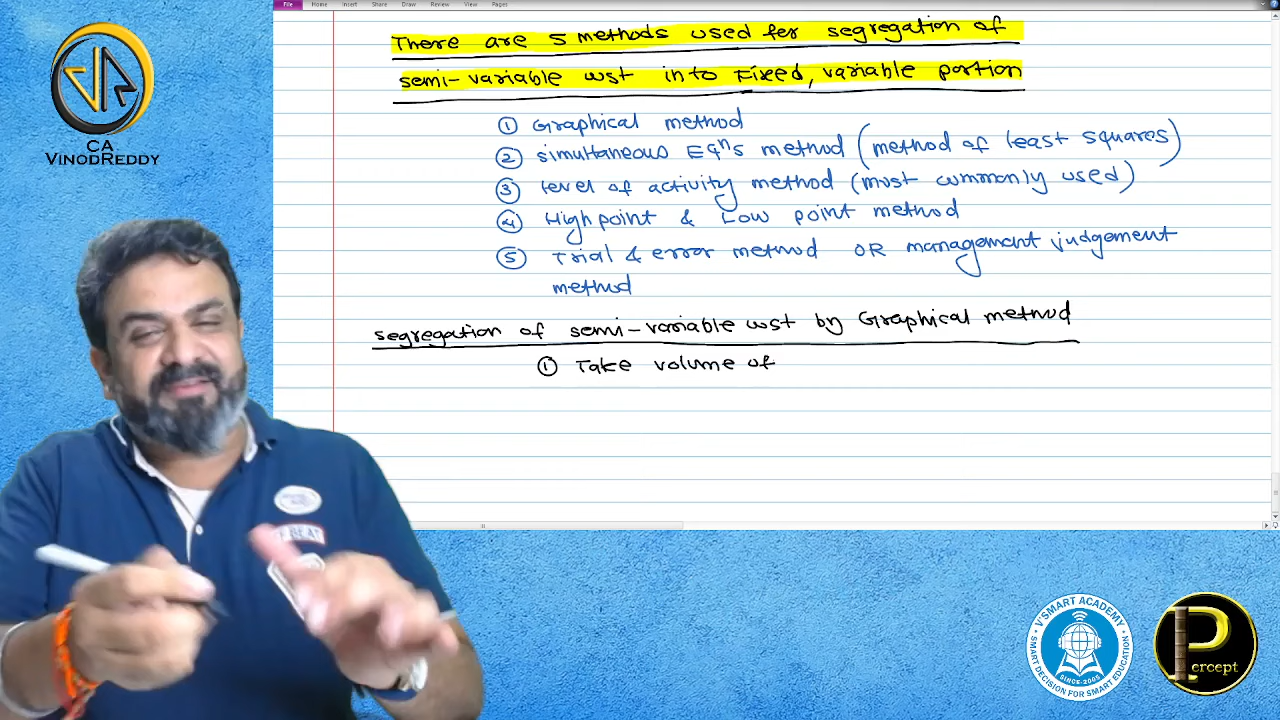 File Home Insert Share Draw Review View Pages
There are 5 methods used for segregation of
semi-variable cost in to Fixed, variable portion
① Graphical method
② simultaneous Eqns method (method of least squares)
③ level of activity method (most commonly used)
④ High point & Low point method
⑤ Trial & error method OR management judgement
method
segregation of semi-variable cost by Graphical method
① Take volume of
CA
VINODREDDY
V'SMART ACADEMY
SINCE-2005
SMART DECISION FOR SMART EDUCATION
Percept